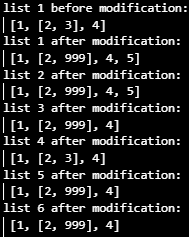 list 1 before modification:
[1, [2, 3], 4]
list 1 after modification:
[1, [2, 999], 4, 5]
list 2 after modification:
[1, [2, 999], 4, 5]
list 3 after modification:
[1, [2, 999], 4]
list 4 after modification:
[1, [2, 3], 4]
list 5 after modification:
[1, [2, 999], 4]
list 6 after modification:
[1, [2, 999], 4]